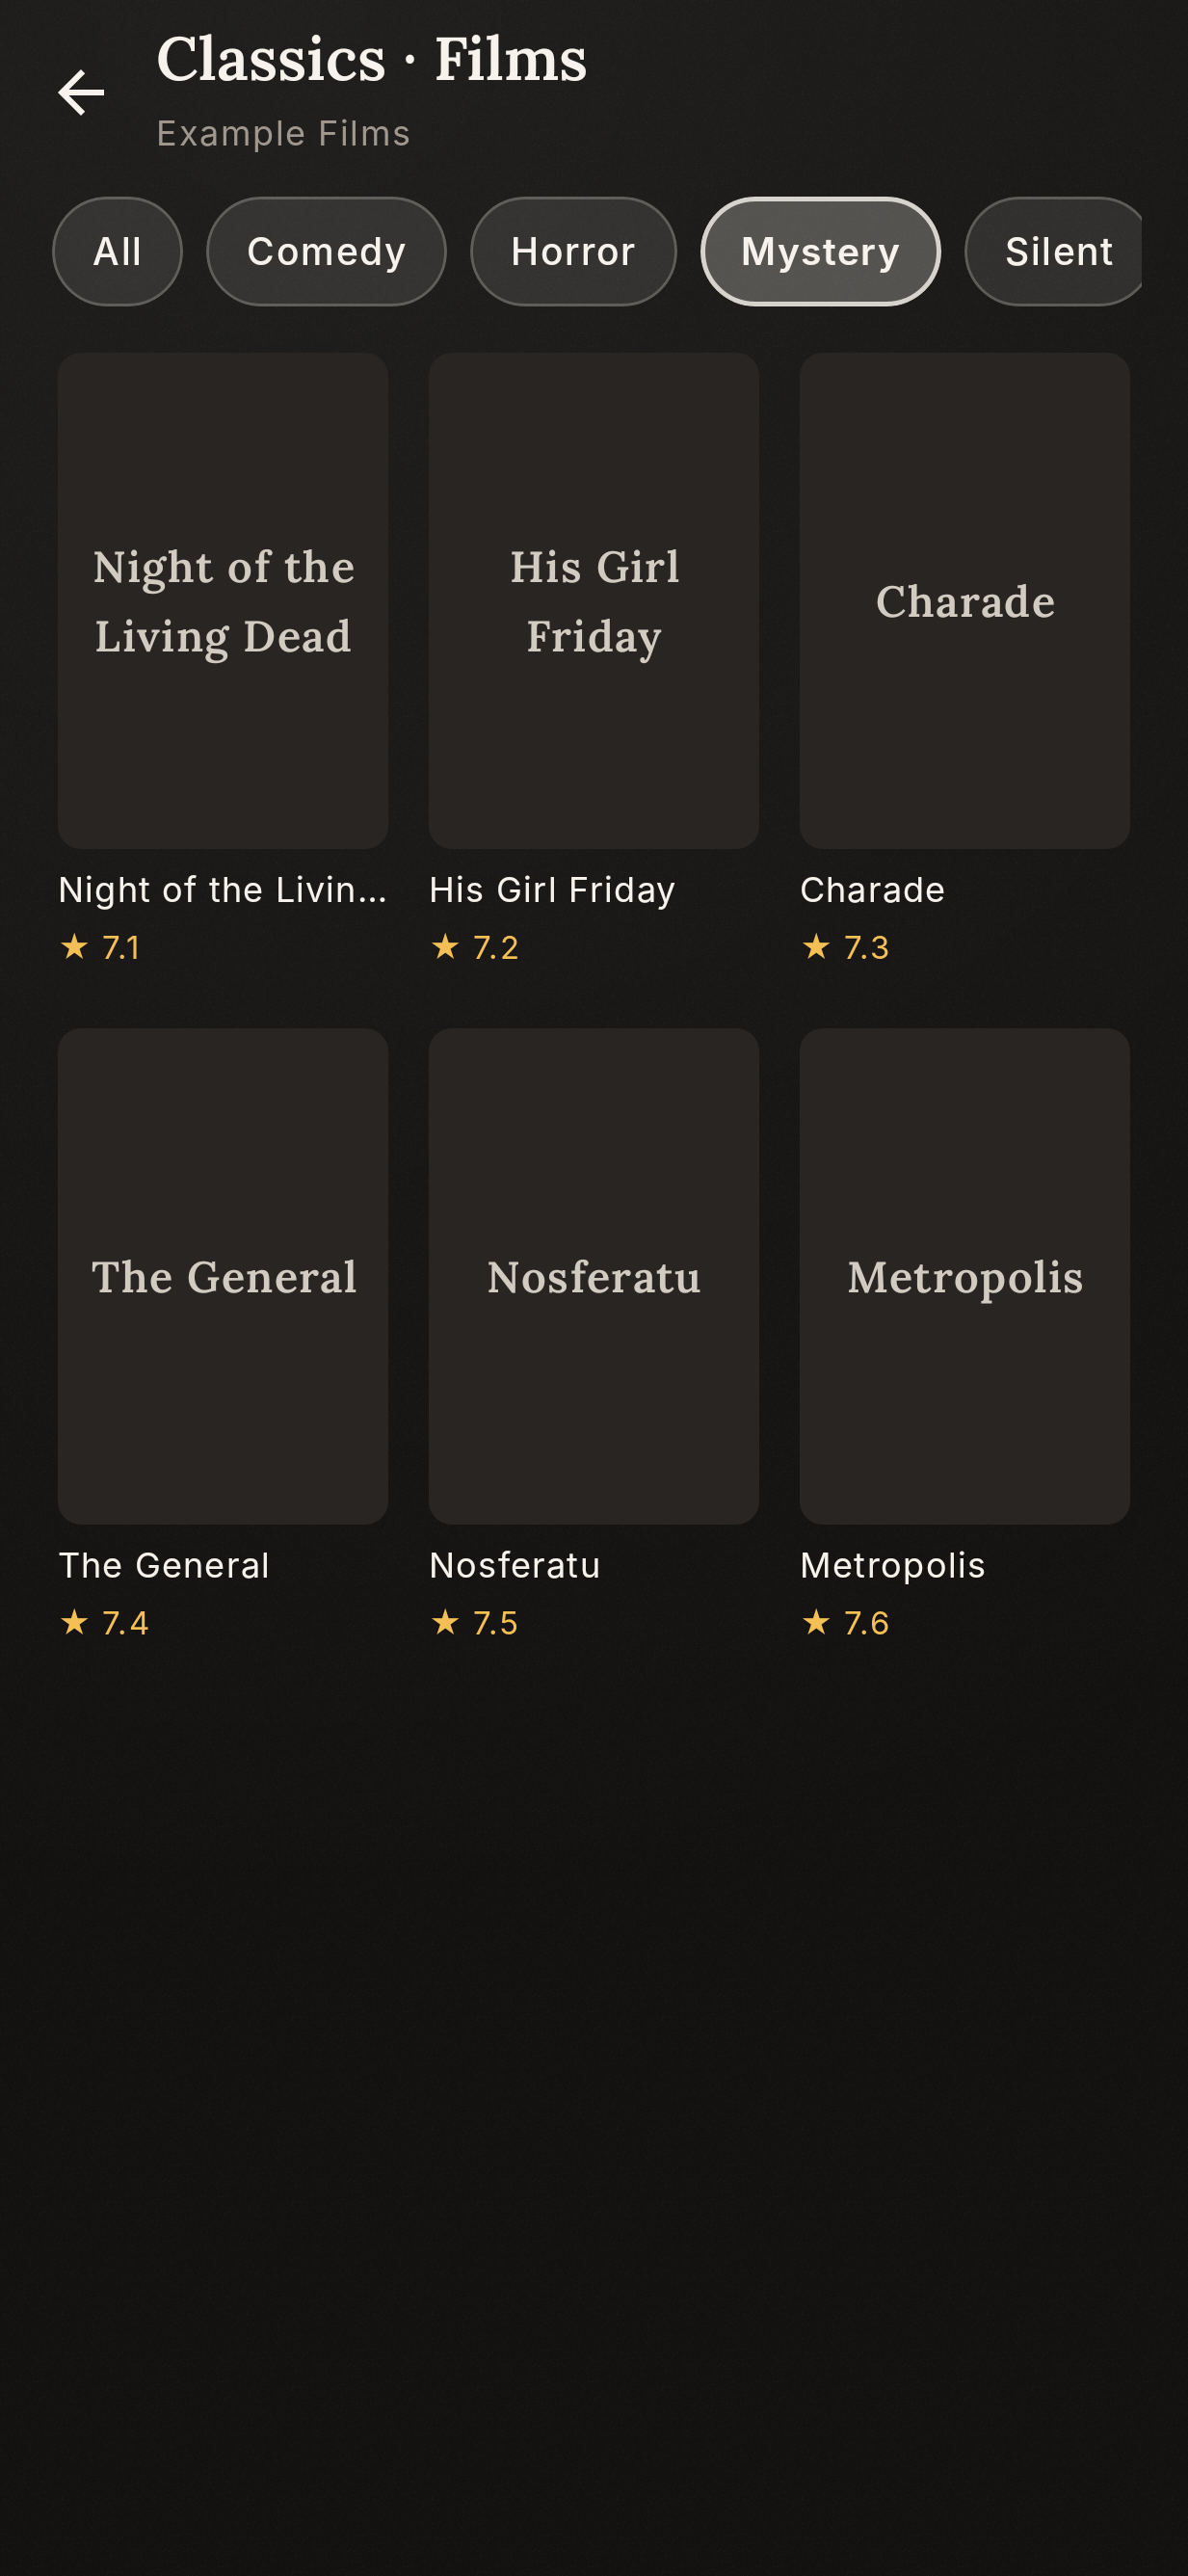 Classics · Films
Example Films
All Comedy Horror Mystery Silent
Night of the
Living Dead
His Girl
Friday
Charade
Night of the Livin... His Girl Friday Charade
★ 7.1 ★ 7.2 ★ 7.3
The General Nosferatu Metropolis
The General Nosferatu Metropolis
★ 7.4 ★ 7.5 ★ 7.6